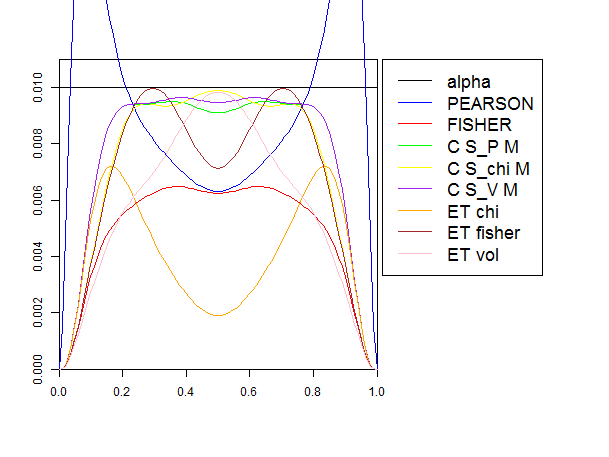 0.010
0.008
0.006
0.004
0.002
0.000
0.0 0.2 0.4 0.6 0.8 1.0
alpha
PEARSON
FISHER
C S_P M
C S_chi M
C S_V M
ET chi
ET fisher
ET vol